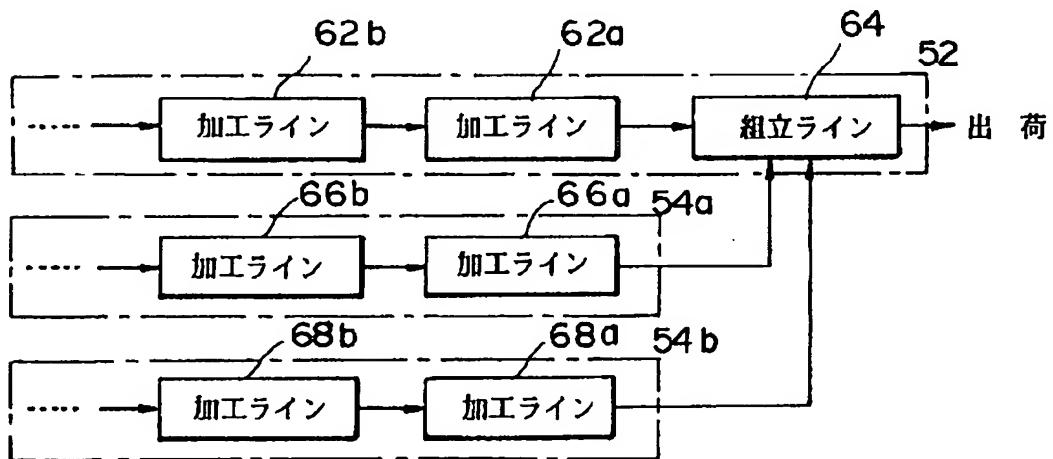 62b 62a 64 52
..... 加工ライン 加工ライン 組立ライン 出荷
66b 66a 54a
..... 加工ライン 加工ライン
68b 68a 54b
..... 加工ライン 加工ライン